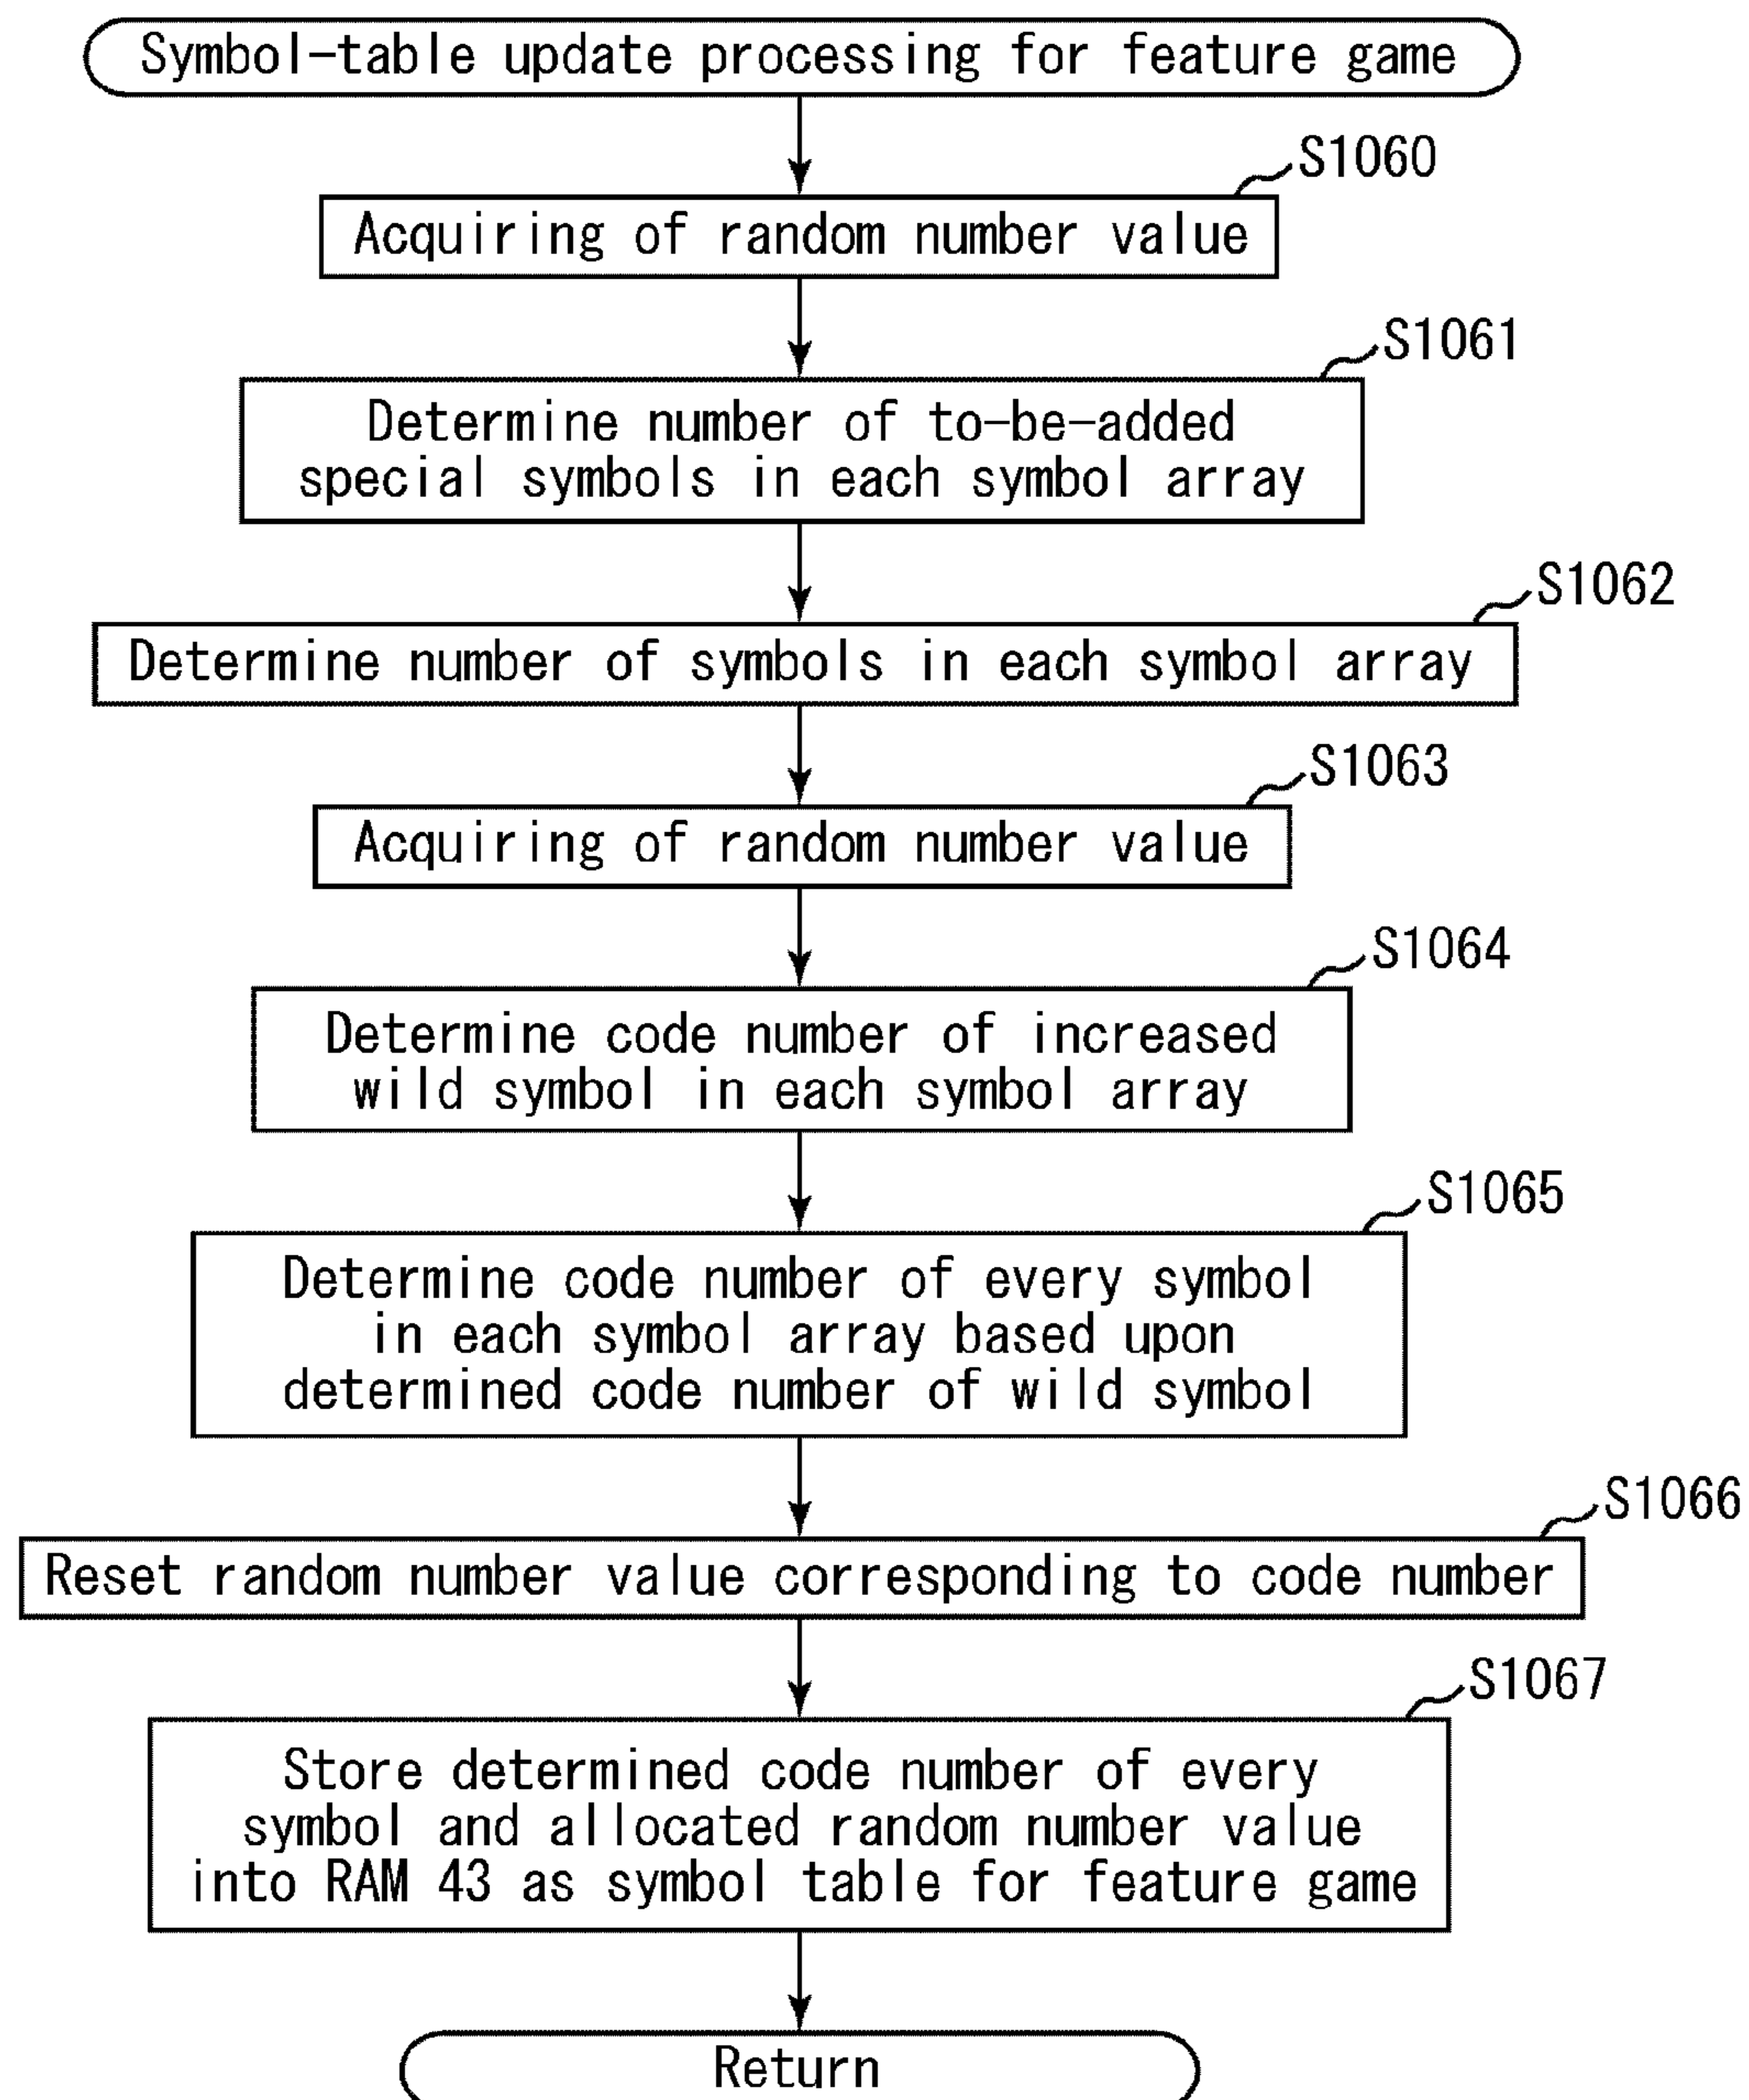 Symbol-table update processing for feature game
S1060
Acquiring of random number value
S1061
Determine number of to-be-added
special symbols in each symbol array
S1062
Determine number of symbols in each symbol array
S1063
Acquiring of random number value
S1064
Determine code number of increased
wild symbol in each symbol array
S1065
Determine code number of every symbol
in each symbol array based upon
determined code number of wild symbol
S1066
Reset random number value corresponding to code number
S1067
Store determined code number of every
symbol and allocated random number value
into RAM 43 as symbol table for feature game
Return